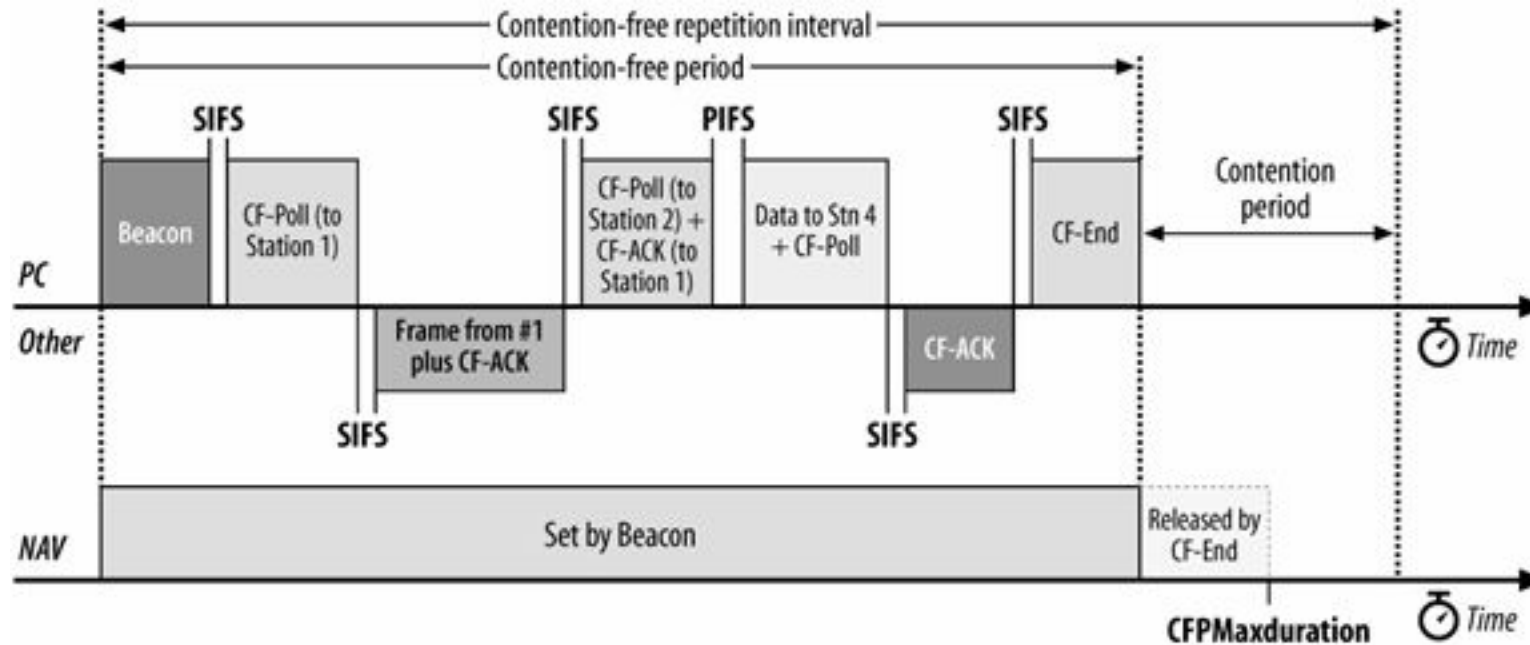 Contention-free repetition interval
Contention-free period
SIFS
SIFS
PIFS
SIFS
Beacon
CF-Poll (to
Station 1)
CF-Poll (to
Station 2) +
CF-ACK (to
Station 1)
Data to Stn 4
+ CF-Poll
CF-End
Contention
period
PC
Other
Frame from #1
plus CF-ACK
CF-ACK
Time
SIFS
SIFS
NAV
Set by Beacon
Released by
CF-End
Time
CFPMaxduration